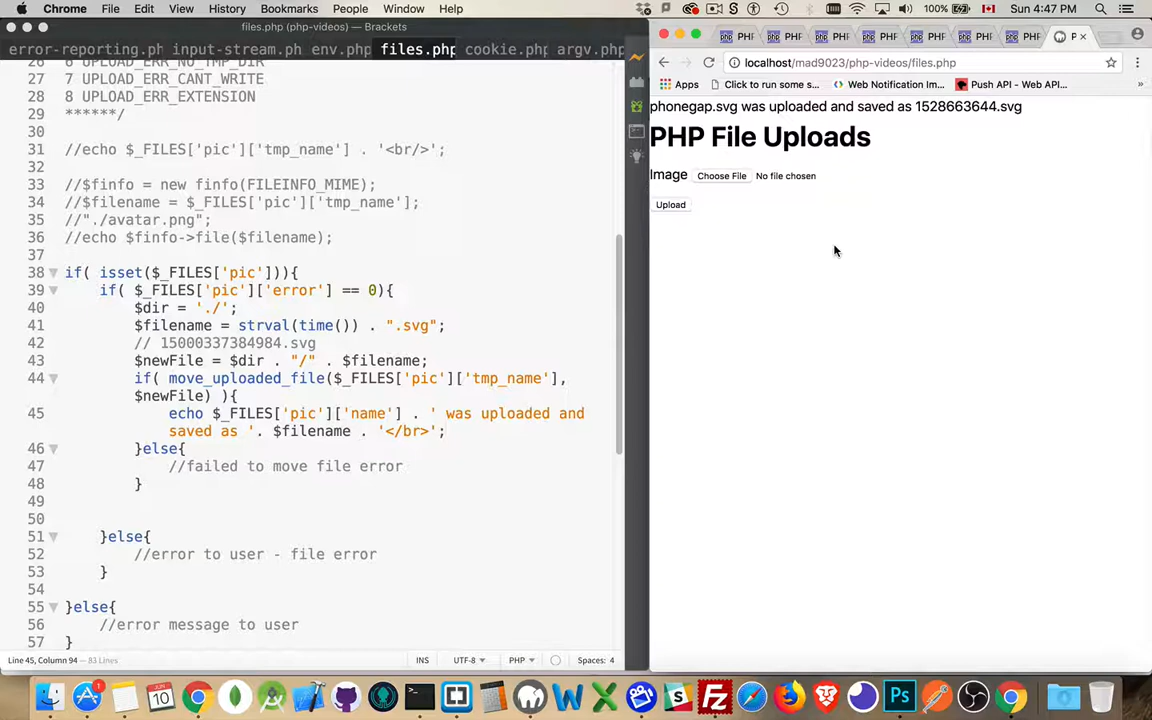 Chrome File Edit View History Bookmarks People Window Help 100% Sun 4:47 PM
files.php (php-videos) — Brackets
error-reporting.ph input-stream.ph env.php files.php cookie.php argv.ph
PHP PHP PHP PHP PHP PHP PHP P
localhost/mad9023/php-videos/files.php
Apps Click to run some s... Web Notification Im... Push API - Web API... »
26 6 UPLOAD_ERR_NO_TMP_DIR
27 7 UPLOAD_ERR_CANT_WRITE
28 8 UPLOAD_ERR_EXTENSION
29 ******/
30
31 //echo $_FILES['pic']['tmp_name'] . '<br/>';
32
33 //$finfo = new finfo(FILEINFO_MIME);
34 //$filename = $_FILES['pic']['tmp_name'];
35 //"./avatar.png";
36 //echo $finfo->file($filename);
37
38 if( isset($_FILES['pic'])){
39 if( $_FILES['pic']['error'] == 0){
40 $dir = './';
41 $filename = strval(time()) . ".svg";
42 // 15000337384984.svg
43 $newFile = $dir . "/" . $filename;
44 if( move_uploaded_file($_FILES['pic']['tmp_name'],
$newFile) ){
45 echo $_FILES['pic']['name'] . ' was uploaded and
saved as '. $filename . '</br>';
46 }else{
47 //failed to move file error
48 }
49
50
51 }else{
52 //error to user - file error
53 }
54
55 }else{
56 //error message to user
57 }
Line 45, Column 94 — 83 Lines INS UTF-8 PHP Spaces: 4
phonegap.svg was uploaded and saved as 1528663644.svg
PHP File Uploads
Image Choose File No file chosen
Upload